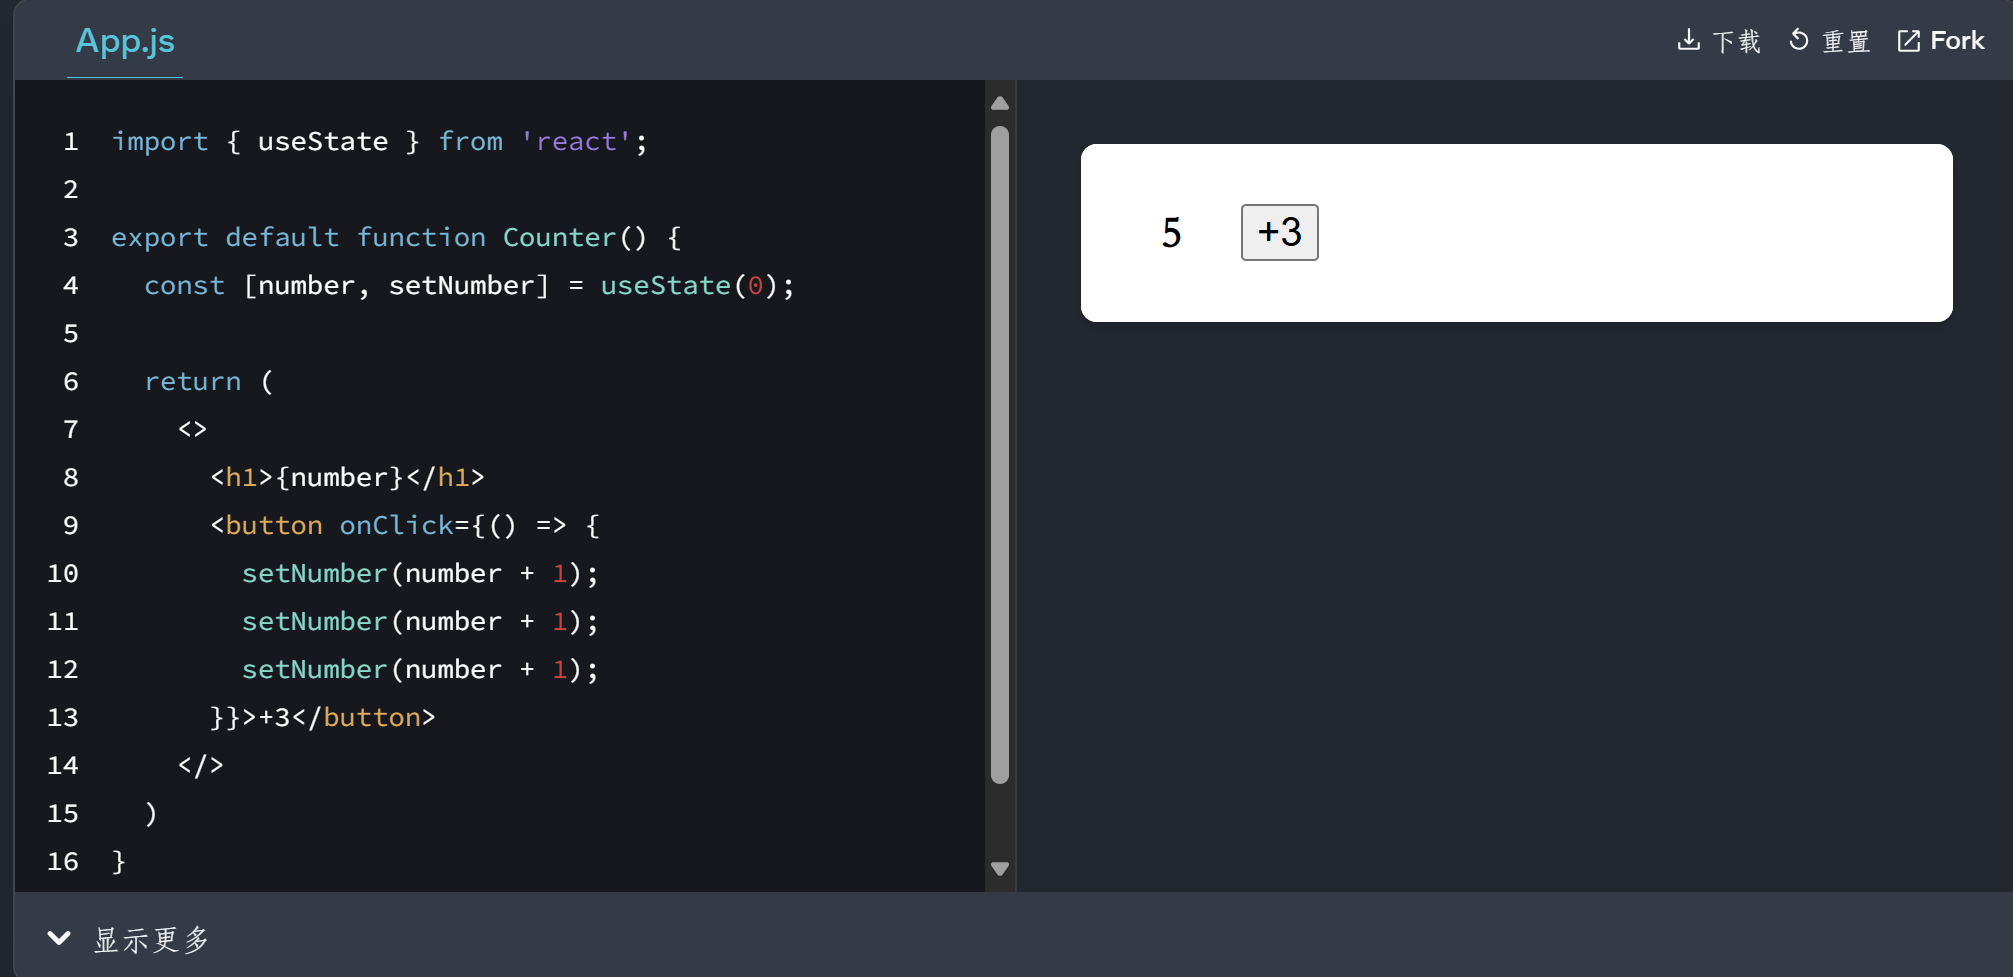 App.js
下载 重置 Fork
1 import { useState } from 'react';
2
3 export default function Counter() {
4   const [number, setNumber] = useState(0);
5
6   return (
7     <>
8       <h1>{number}</h1>
9       <button onClick={() => {
10         setNumber(number + 1);
11         setNumber(number + 1);
12         setNumber(number + 1);
13       }}>+3</button>
14     </>
15   )
16 }
5 +3
显示更多